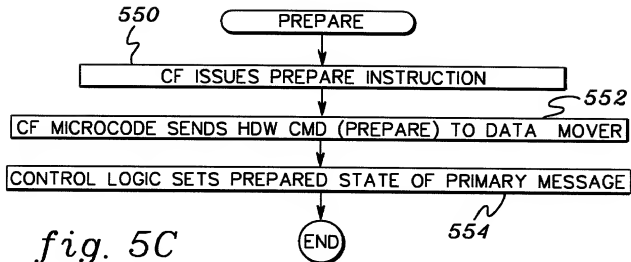 PREPARE
550
CF ISSUES PREPARE INSTRUCTION
552
CF MICROCODE SENDS HDW CMD (PREPARE) TO DATA MOVER
CONTROL LOGIC SETS PREPARED STATE OF PRIMARY MESSAGE
554
END
fig. 5C